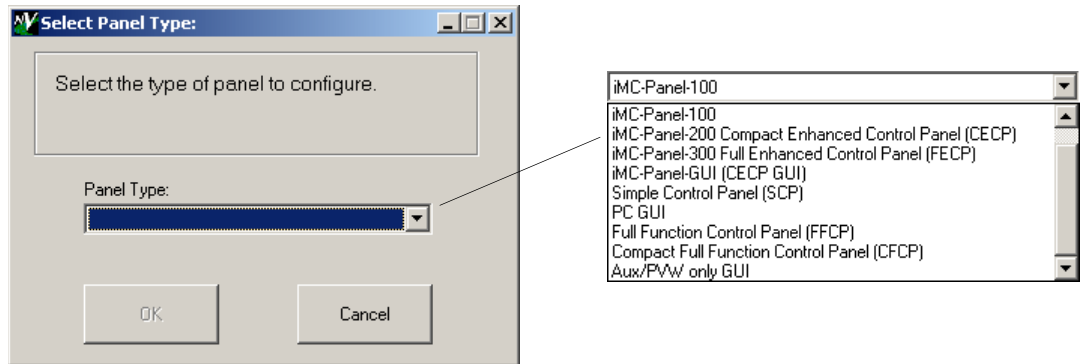 Select Panel Type:
Select the type of panel to configure.
Panel Type:
OK
Cancel
iMC-Panel-100
iMC-Panel-100
iMC-Panel-200 Compact Enhanced Control Panel (CECP)
iMC-Panel-300 Full Enhanced Control Panel (FECP)
iMC-Panel-GUI (CECP GUI)
Simple Control Panel (SCP)
PC GUI
Full Function Control Panel (FFCP)
Compact Full Function Control Panel (CFCP)
Aux/PVW only GUI